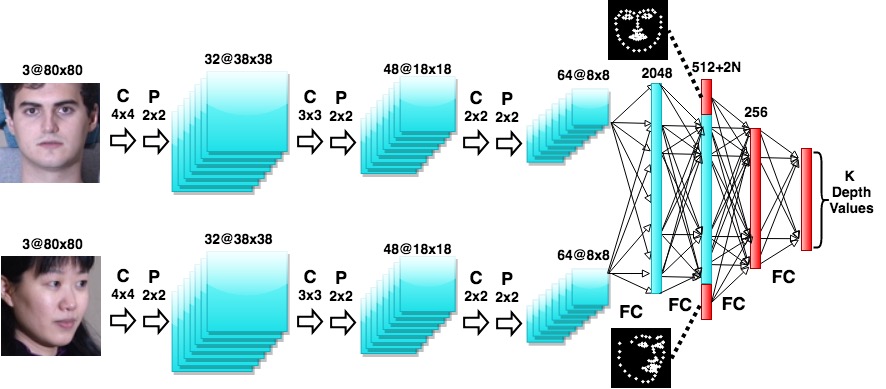 3@80x80
C P
4x4 2x2
32@38x38
C P
3x3 2x2
48@18x18
C P
2x2 2x2
64@8x8
2048
512+2N
256
K
Depth
Values
3@80x80
C P
4x4 2x2
32@38x38
C P
3x3 2x2
48@18x18
C P
2x2 2x2
64@8x8
FC
FC
FC
FC